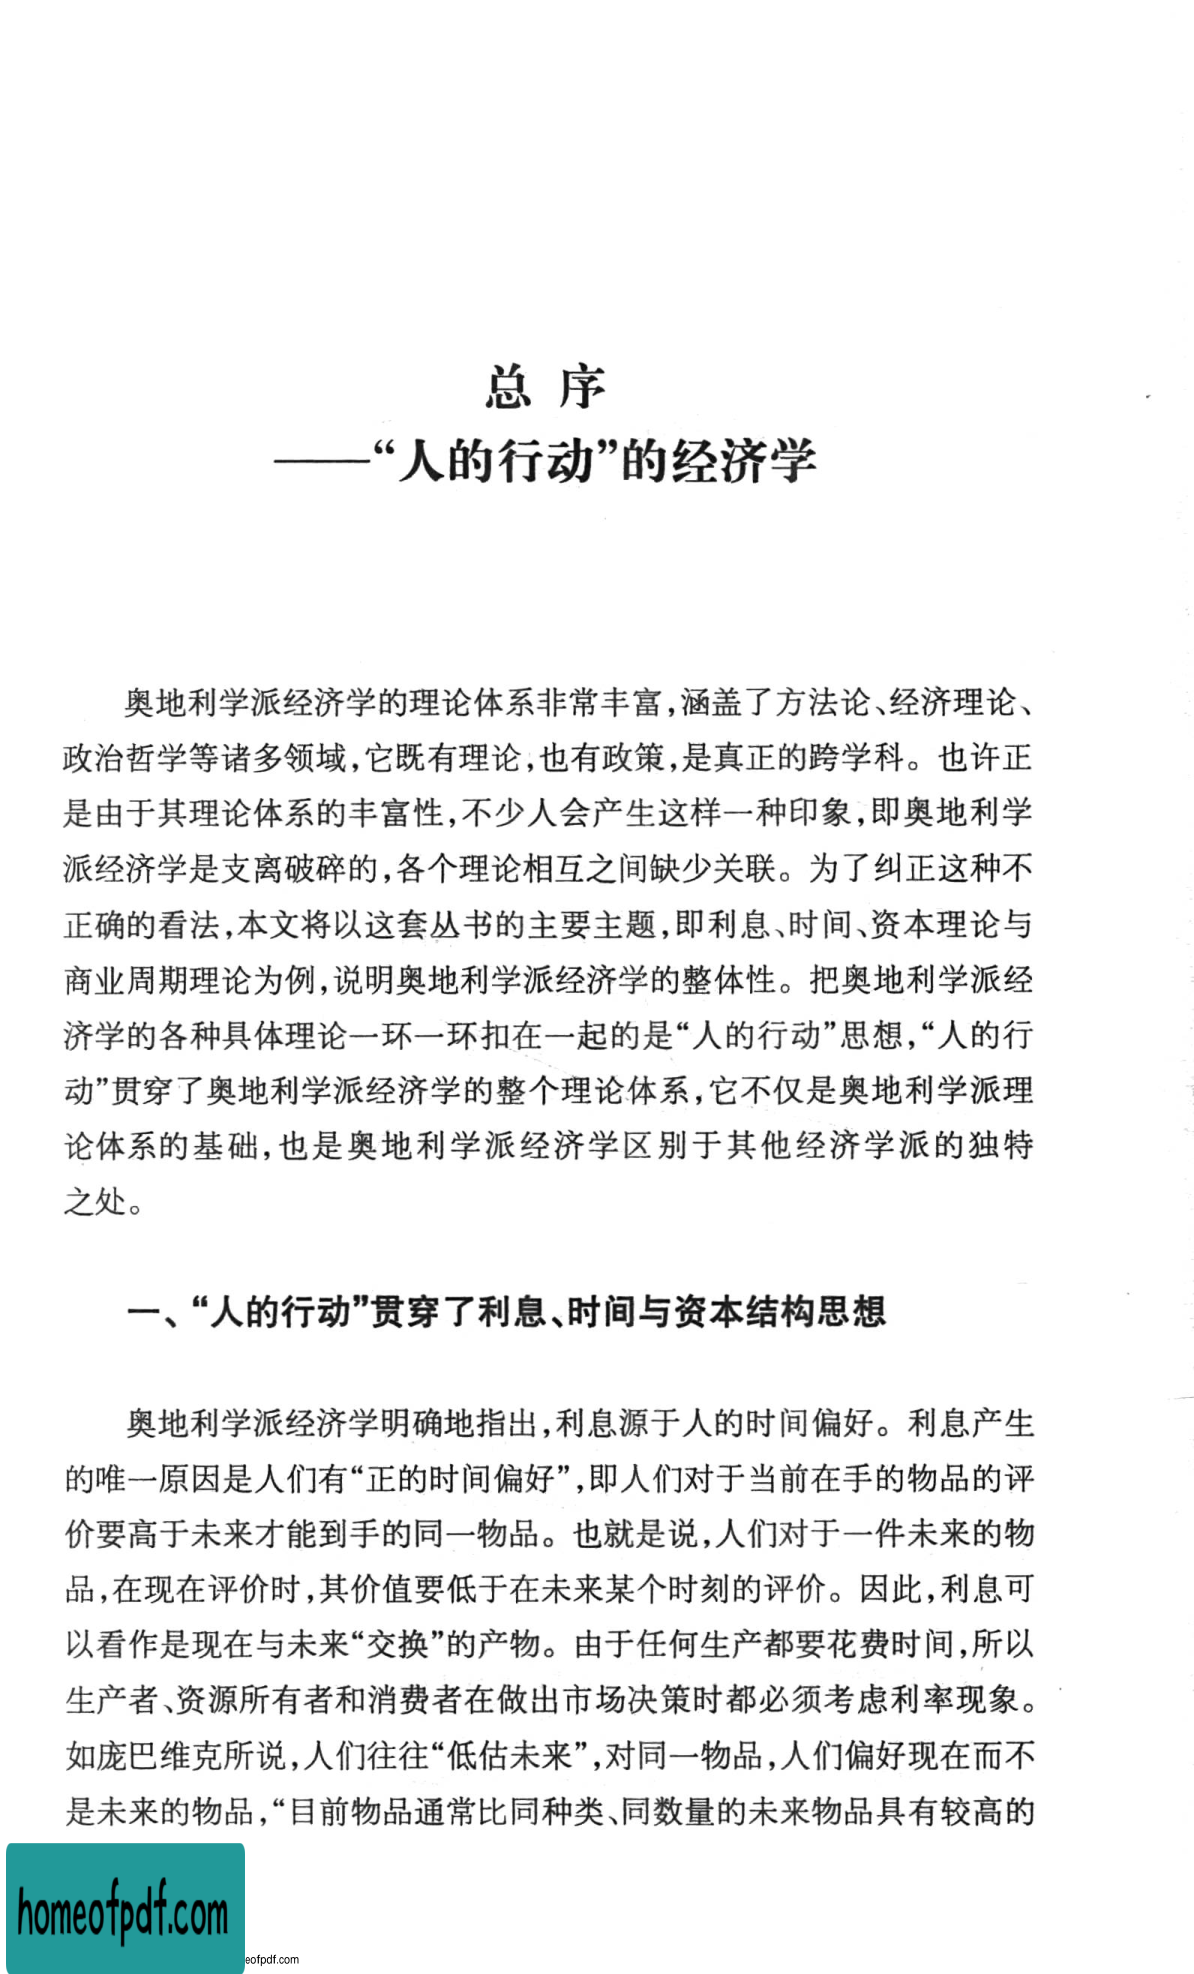 总 序
——“人的行动”的经济学
奥地利学派经济学的理论体系非常丰富,涵盖了方法论、经济理论、
政治哲学等诸多领域,它既有理论,也有政策,是真正的跨学科。也许正
是由于其理论体系的丰富性,不少人会产生这样一种印象,即奥地利学
派经济学是支离破碎的,各个理论相互之间缺少关联。为了纠正这种不
正确的看法,本文将以这套丛书的主要主题,即利息、时间、资本理论与
商业周期理论为例,说明奥地利学派经济学的整体性。把奥地利学派经
济学的各种具体理论一环一环扣在一起的是“人的行动”思想,“人的行
动”贯穿了奥地利学派经济学的整个理论体系,它不仅是奥地利学派理
论体系的基础,也是奥地利学派经济学区别于其他经济学派的独特
之处。
一、“人的行动”贯穿了利息、时间与资本结构思想
奥地利学派经济学明确地指出,利息源于人的时间偏好。利息产生
的唯一原因是人们有“正的时间偏好”,即人们对于当前在手的物品的评
价要高于未来才能到手的同一物品。也就是说,人们对于一件未来的物
品,在现在评价时,其价值要低于在未来某个时刻的评价。因此,利息可
以看作是现在与未来“交换”的产物。由于任何生产都要花费时间,所以
生产者、资源所有者和消费者在做出市场决策时都必须考虑利率现象。
如庞巴维克所说,人们往往“低估未来”,对同一物品,人们偏好现在而不
是未来的物品,“目前物品通常比同种类、同数量的未来物品具有较高的
homeofpdf.com
eofpdf.com